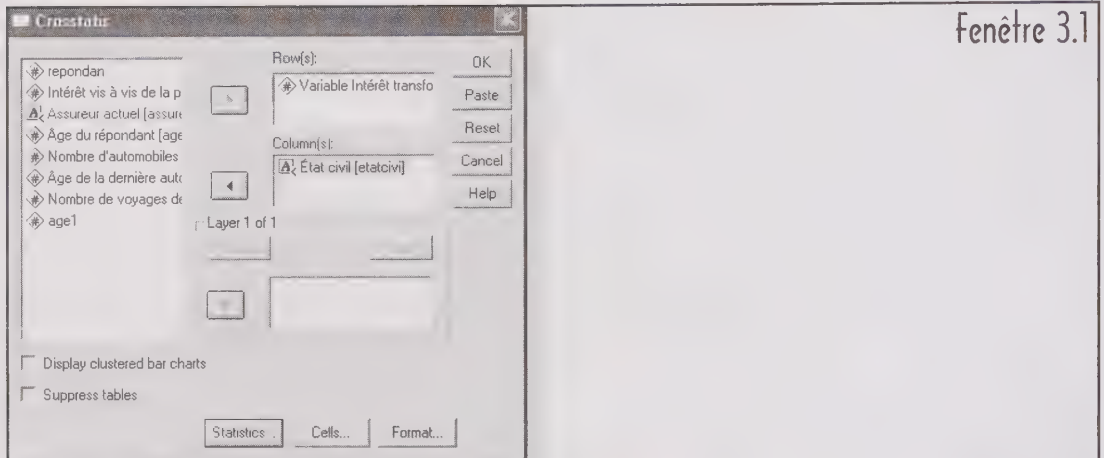 Crosstabs
Fenêtre 3.1
repondan
Intérêt vis à vis de la p
Assureur actuel [assure
Âge du répondant [age
Nombre d'automobiles
Âge de la dernière auto
Nombre de voyages de
age1
Row(s):
Variable Intérêt transfo
Column(s):
État civil [etatcivi]
Layer 1 of 1
OK
Paste
Reset
Cancel
Help
Display clustered bar charts
Suppress tables
Statistics .
Cells...
Format...